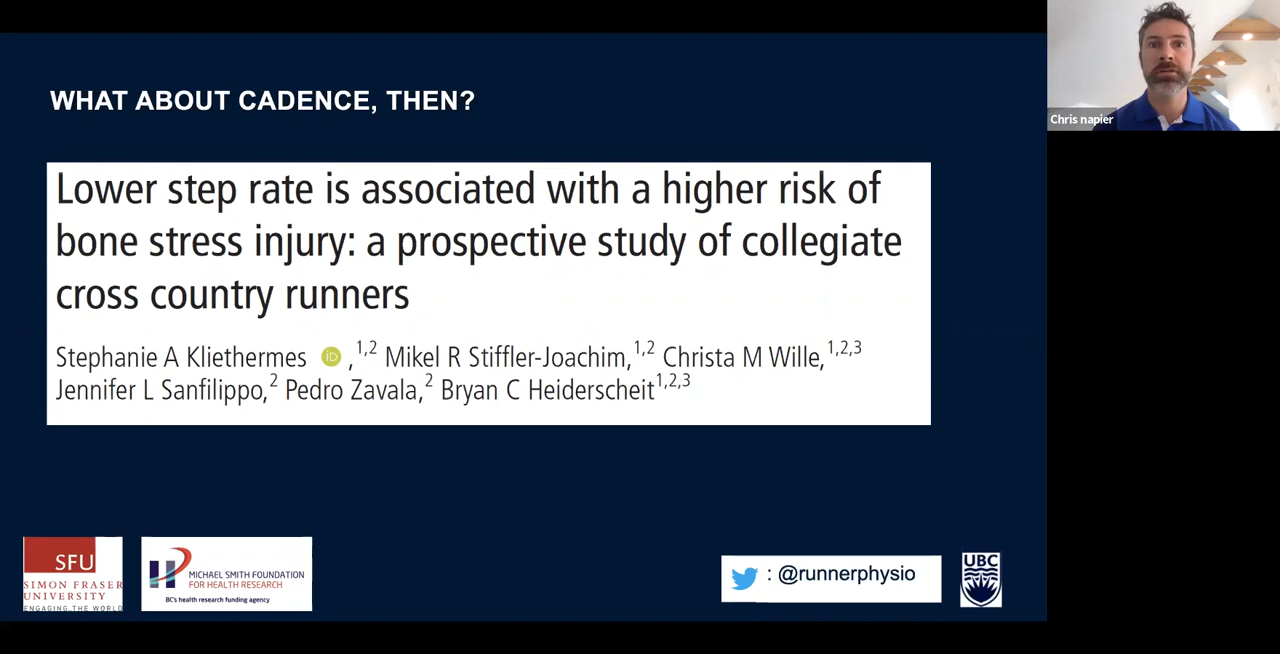 WHAT ABOUT CADENCE, THEN?
Lower step rate is associated with a higher risk of
bone stress injury: a prospective study of collegiate
cross country runners
Stephanie A Kliethermes iD ,1,2 Mikel R Stiffler-Joachim,1,2 Christa M Wille,1,2,3
Jennifer L Sanfilippo,2 Pedro Zavala,2 Bryan C Heiderscheit1,2,3
SFU
SIMON FRASER
UNIVERSITY
ENGAGING THE WORLD
MICHAEL SMITH FOUNDATION
FOR HEALTH RESEARCH
BC's health research funding agency
: @runnerphysio
UBC
Chris napier